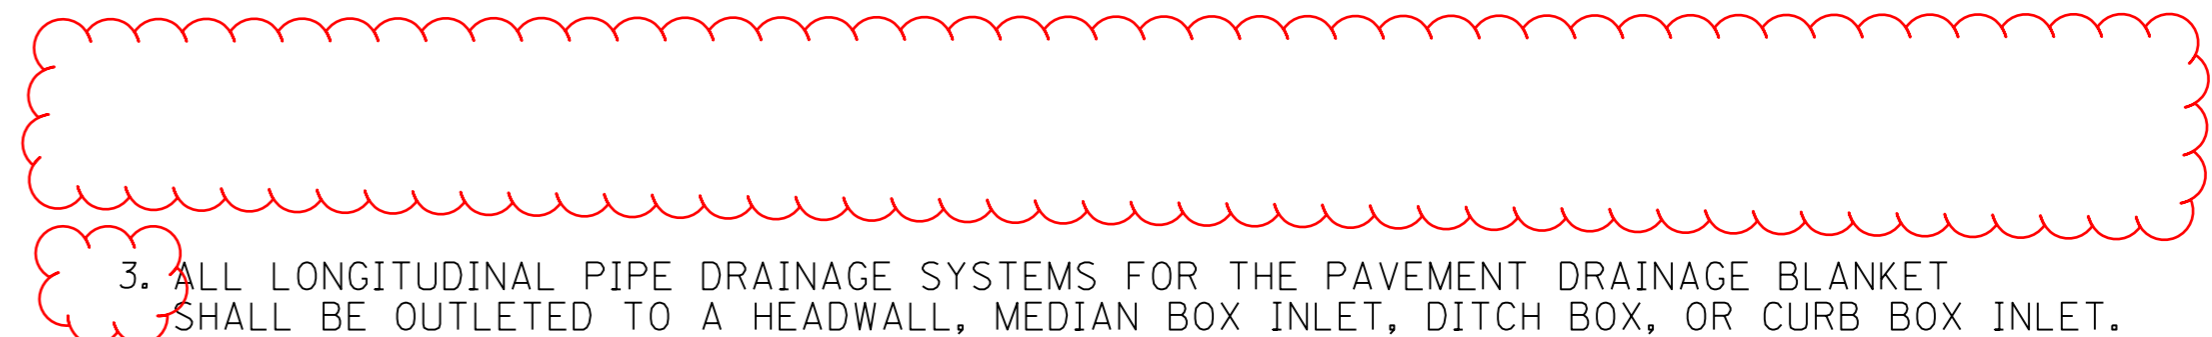 3. ALL LONGITUDINAL PIPE DRAINAGE SYSTEMS FOR THE PAVEMENT DRAINAGE BLANKET
SHALL BE OUTLETED TO A HEADWALL, MEDIAN BOX INLET, DITCH BOX, OR CURB BOX INLET.